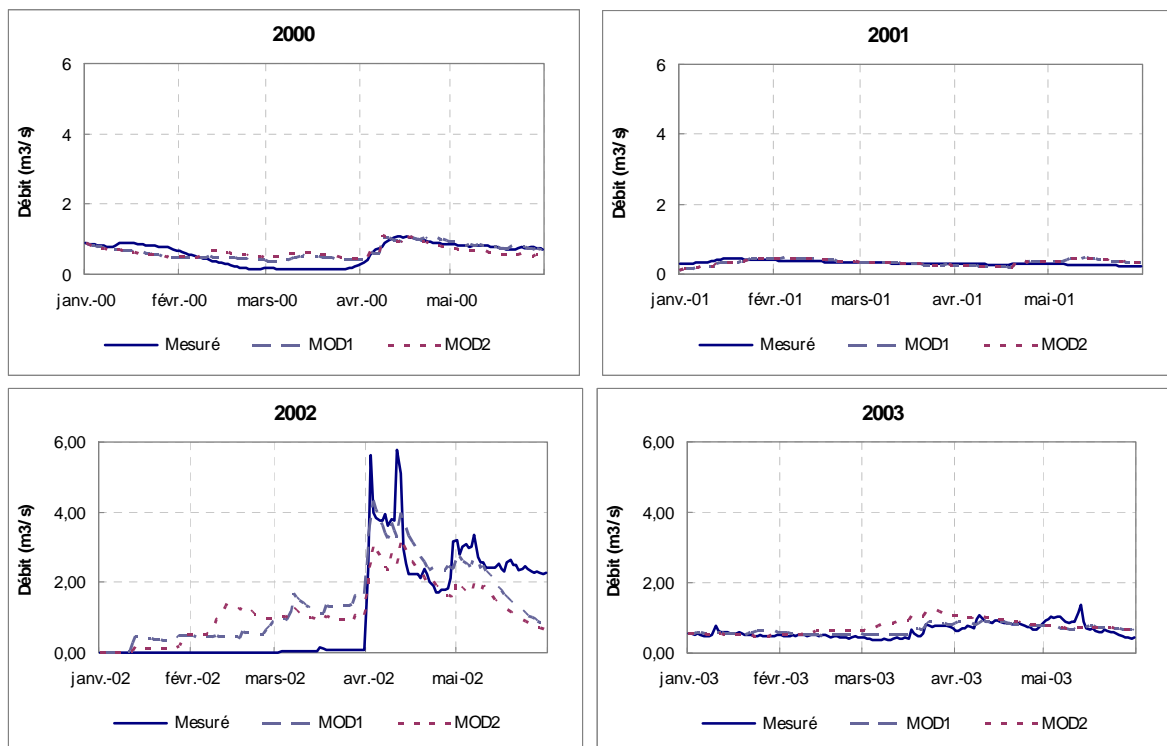 2000
Débit (m3/s)
6
4
2
0
janv.-00 févr.-00 mars-00 avr.-00 mai-00
Mesuré MOD1 MOD2
2001
Débit (m3/s)
6
4
2
0
janv.-01 févr.-01 mars-01 avr.-01 mai-01
Mesuré MOD1 MOD2
2002
Débit (m3/s)
6,00
4,00
2,00
0,00
janv.-02 févr.-02 mars-02 avr.-02 mai-02
Mesuré MOD1 MOD2
2003
Débit (m3/s)
6,00
4,00
2,00
0,00
janv.-03 févr.-03 mars-03 avr.-03 mai-03
Mesuré MOD1 MOD2